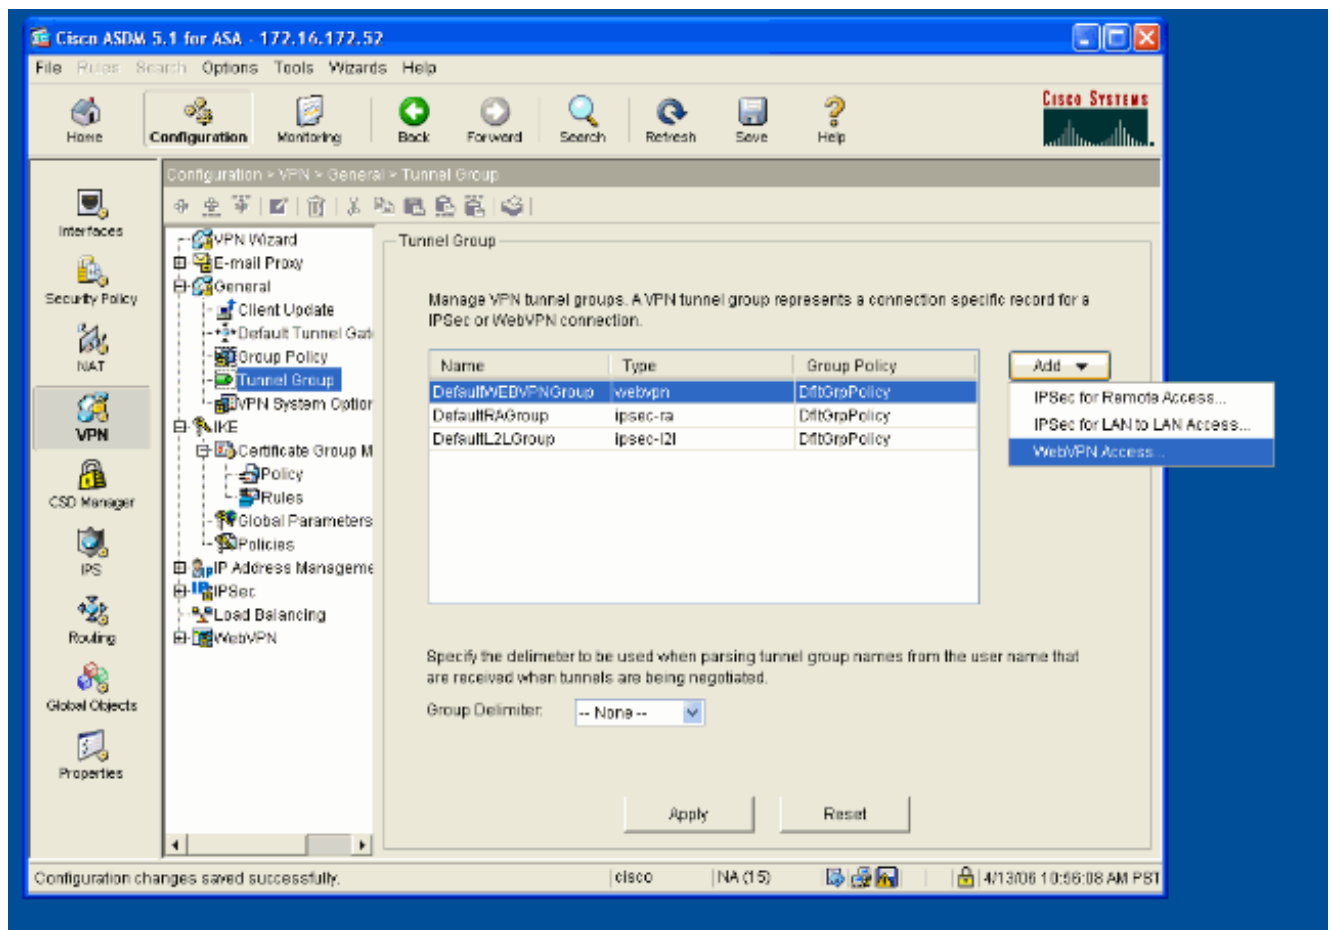 Cisco ASDM 5.1 for ASA - 172.16.172.52
File Rules Search Options Tools Wizards Help
Home Configuration Monitoring Back Forward Search Refresh Save Help
CISCO SYSTEMS
Configuration > VPN > General > Tunnel Group
Interfaces
Security Policy
NAT
VPN
CSD Manager
IPS
Routing
Global Objects
Properties
VPN Wizard
E-mail Proxy
General
Client Update
Default Tunnel Gat
Group Policy
Tunnel Group
VPN System Option
IKE
Certificate Group M
Policy
Rules
Global Parameters
Policies
IP Address Manageme
IPSec
Load Balancing
WebVPN
Tunnel Group
Manage VPN tunnel groups. A VPN tunnel group represents a connection specific record for a
IPSec or WebVPN connection.
Name Type Group Policy
DefaultWEBVPNGroup webvpn DfltGrpPolicy
DefaultRAGroup ipsec-ra DfltGrpPolicy
DefaultL2LGroup ipsec-l2l DfltGrpPolicy
Add
IPSec for Remote Access...
IPSec for LAN to LAN Access...
WebVPN Access...
Specify the delimeter to be used when parsing tunnel group names from the user name that
are received when tunnels are being negotiated.
Group Delimiter: -- None --
Apply Reset
Configuration changes saved successfully. cisco NA (15) 4/13/06 10:56:08 AM PBT